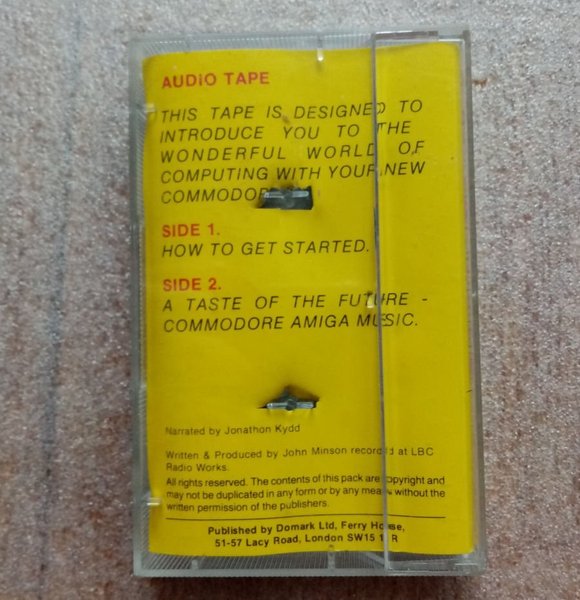 AUDiO TAPE
THIS TAPE IS DESIGNED TO
INTRODUCE YOU TO THE
WONDERFUL WORLD OF
COMPUTING WITH YOUR NEW
SIDE 1.
HOW TO GET STARTED.
SIDE 2.
A TASTE OF THE FUTURE -
COMMODORE AMIGA MUSIC.
Narrated by Jonathon Kydd
Written & Produced by John Minson recorded at LBC
Radio Works.
All rights reserved. The contents of this pack are copyright and
may not be duplicated in any form or by any means without the
written permission of the publishers.
Published by Domark Ltd, Ferry House,
51-57 Lacy Road, London SW15